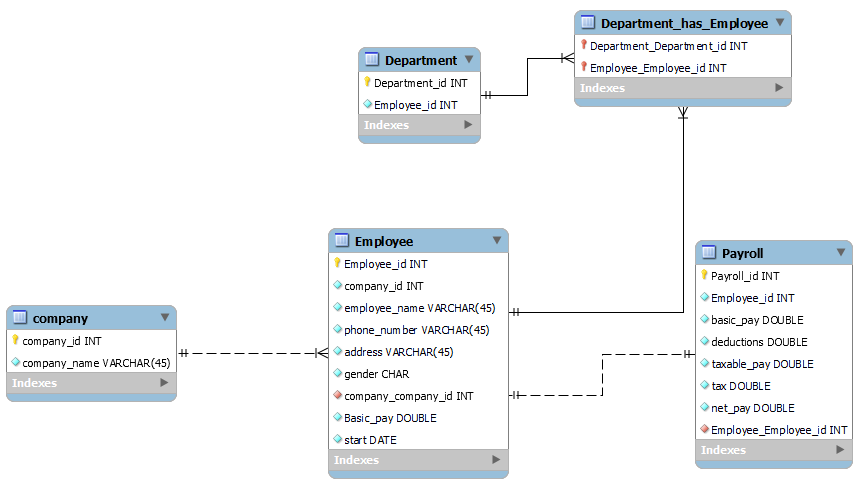 Department_has_Employee
Department_Department_id INT
Employee_Employee_id INT
Indexes
Department
Department_id INT
Employee_id INT
Indexes
Employee
Employee_id INT
company_id INT
employee_name VARCHAR(45)
phone_number VARCHAR(45)
address VARCHAR(45)
gender CHAR
company_company_id INT
Basic_pay DOUBLE
start DATE
Indexes
Payroll
Payroll_id INT
Employee_id INT
basic_pay DOUBLE
deductions DOUBLE
taxable_pay DOUBLE
tax DOUBLE
net_pay DOUBLE
Employee_Employee_id INT
Indexes
company
company_id INT
company_name VARCHAR(45)
Indexes